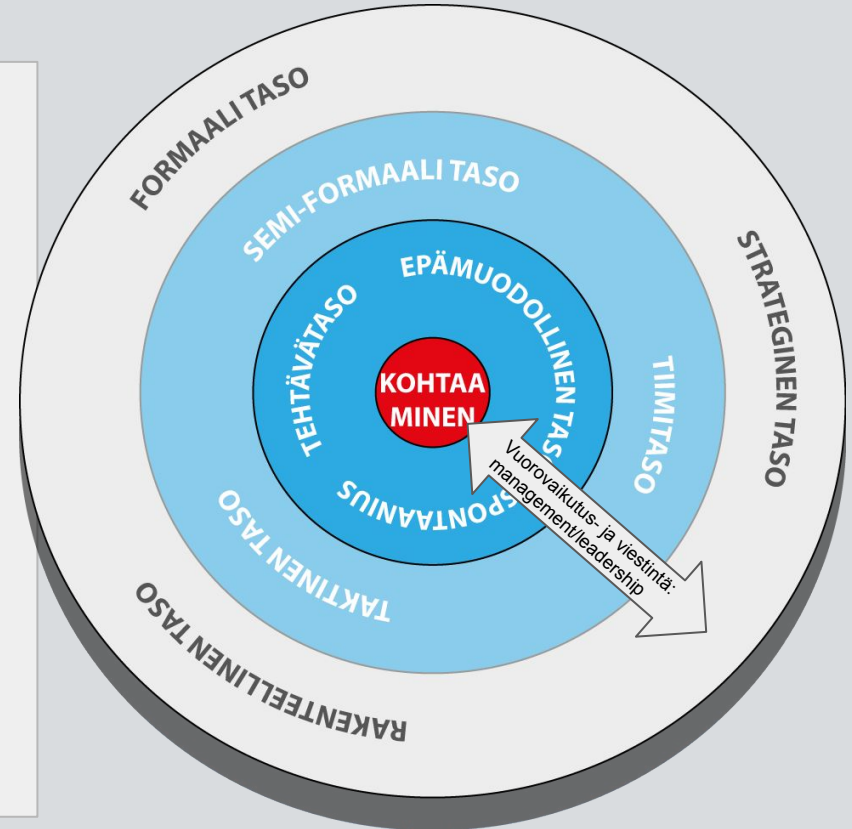 FORMAALI TASO
STRATEGINEN TASO
RAKENTEELLINEN TASO
SEMI-FORMAALI TASO
TIIMITASO
TAKTINEN TASO
EPÄMUODOLLINEN TAS
TEHTÄVÄTASO
SPONTAANIUS
KOHTAA
MINEN
Vuorovaikutus- ja viestintä:
management/leadership